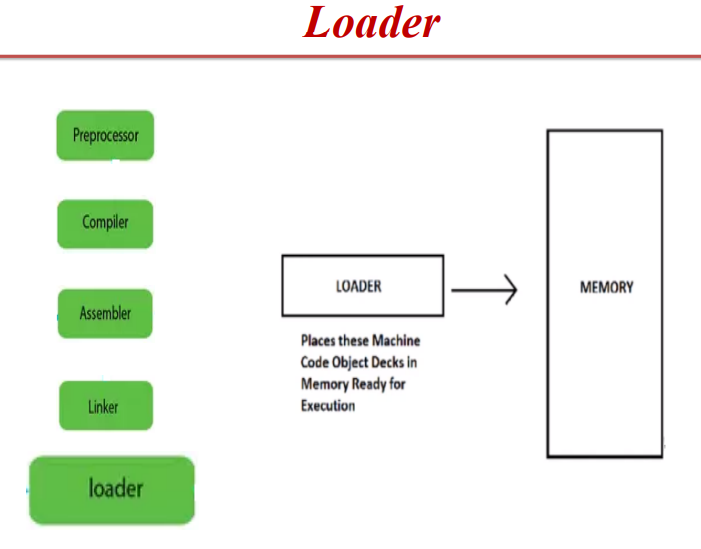 Loader
Preprocessor
Compiler
Assembler
Linker
loader
LOADER
Places these Machine
Code Object Decks in
Memory Ready for
Execution
MEMORY